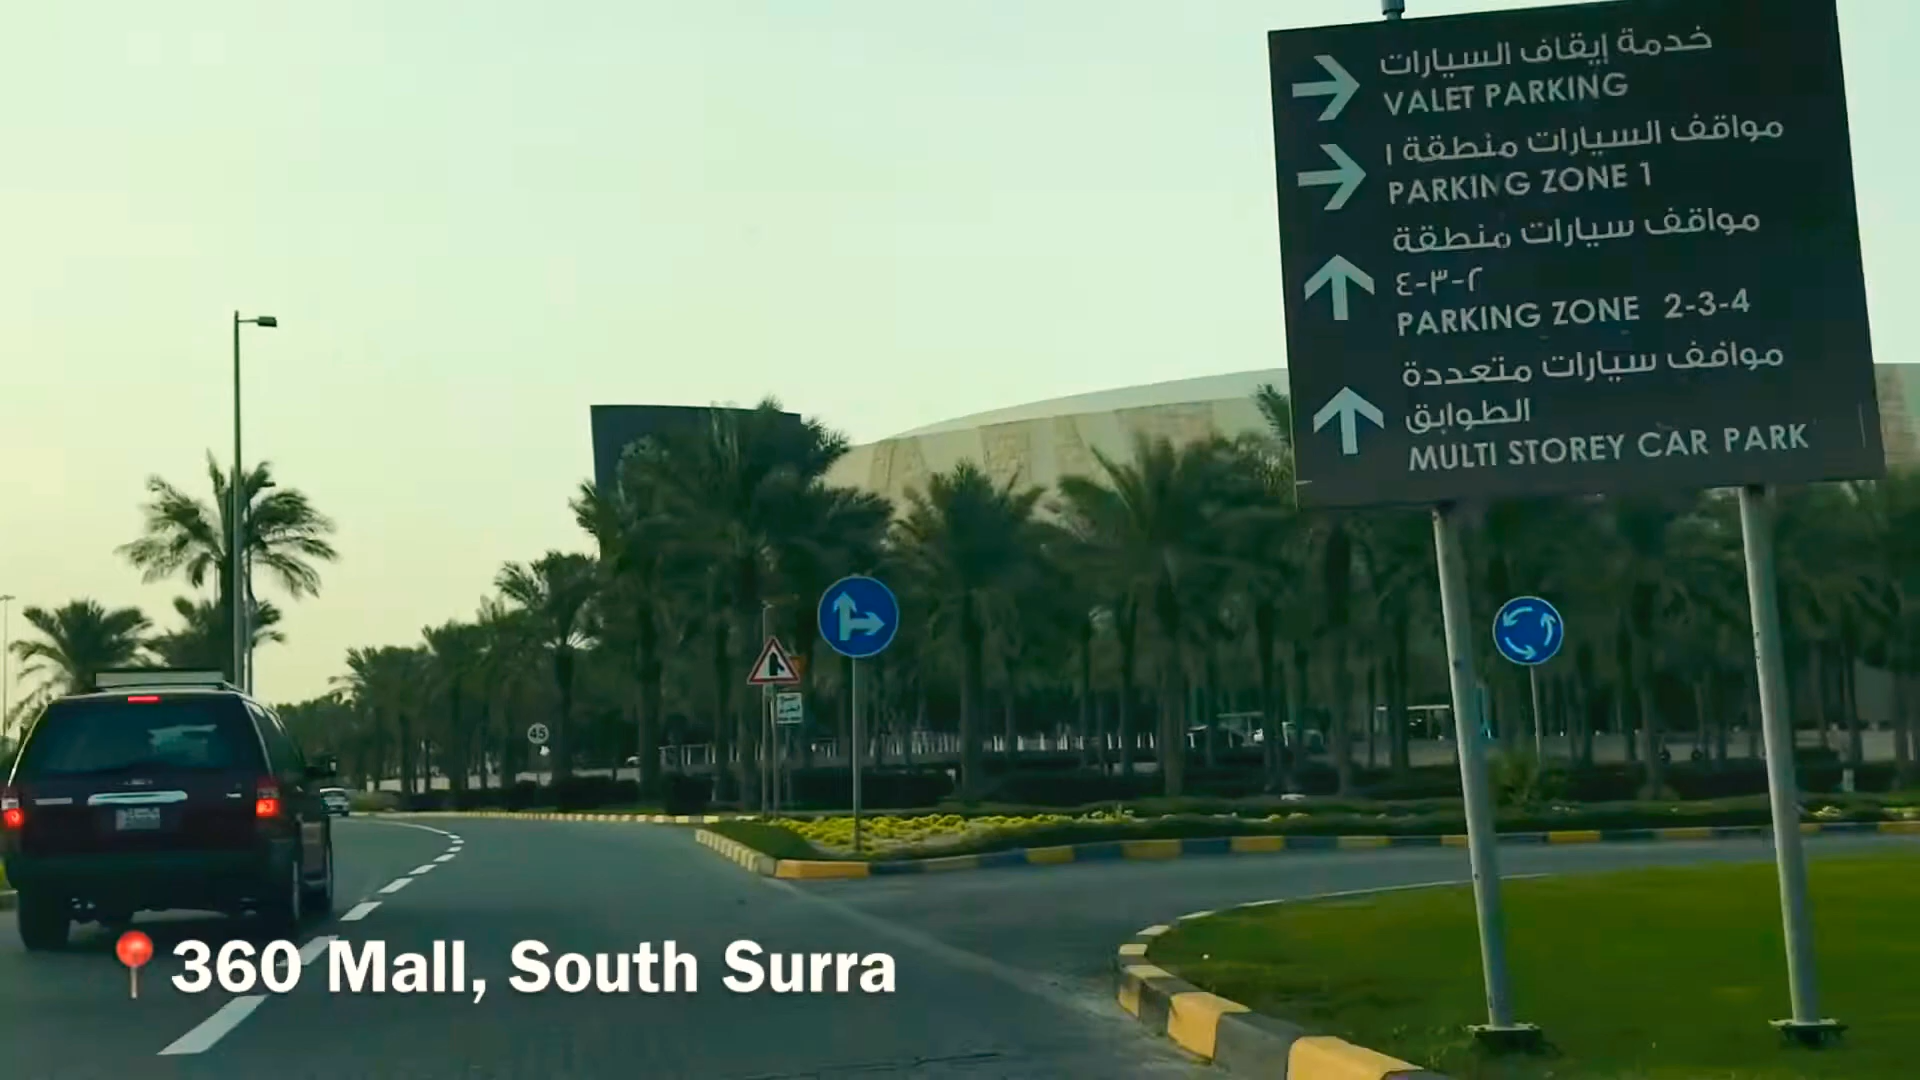 خدمة إيقاف السيارات
VALET PARKING
مواقف السيارات منطقة ١
PARKING ZONE 1
مواقف سيارات منطقة
٢-٣-٤
PARKING ZONE 2-3-4
مواقف سيارات متعددة
الطوابق
MULTI STOREY CAR PARK
45
360 Mall, South Surra